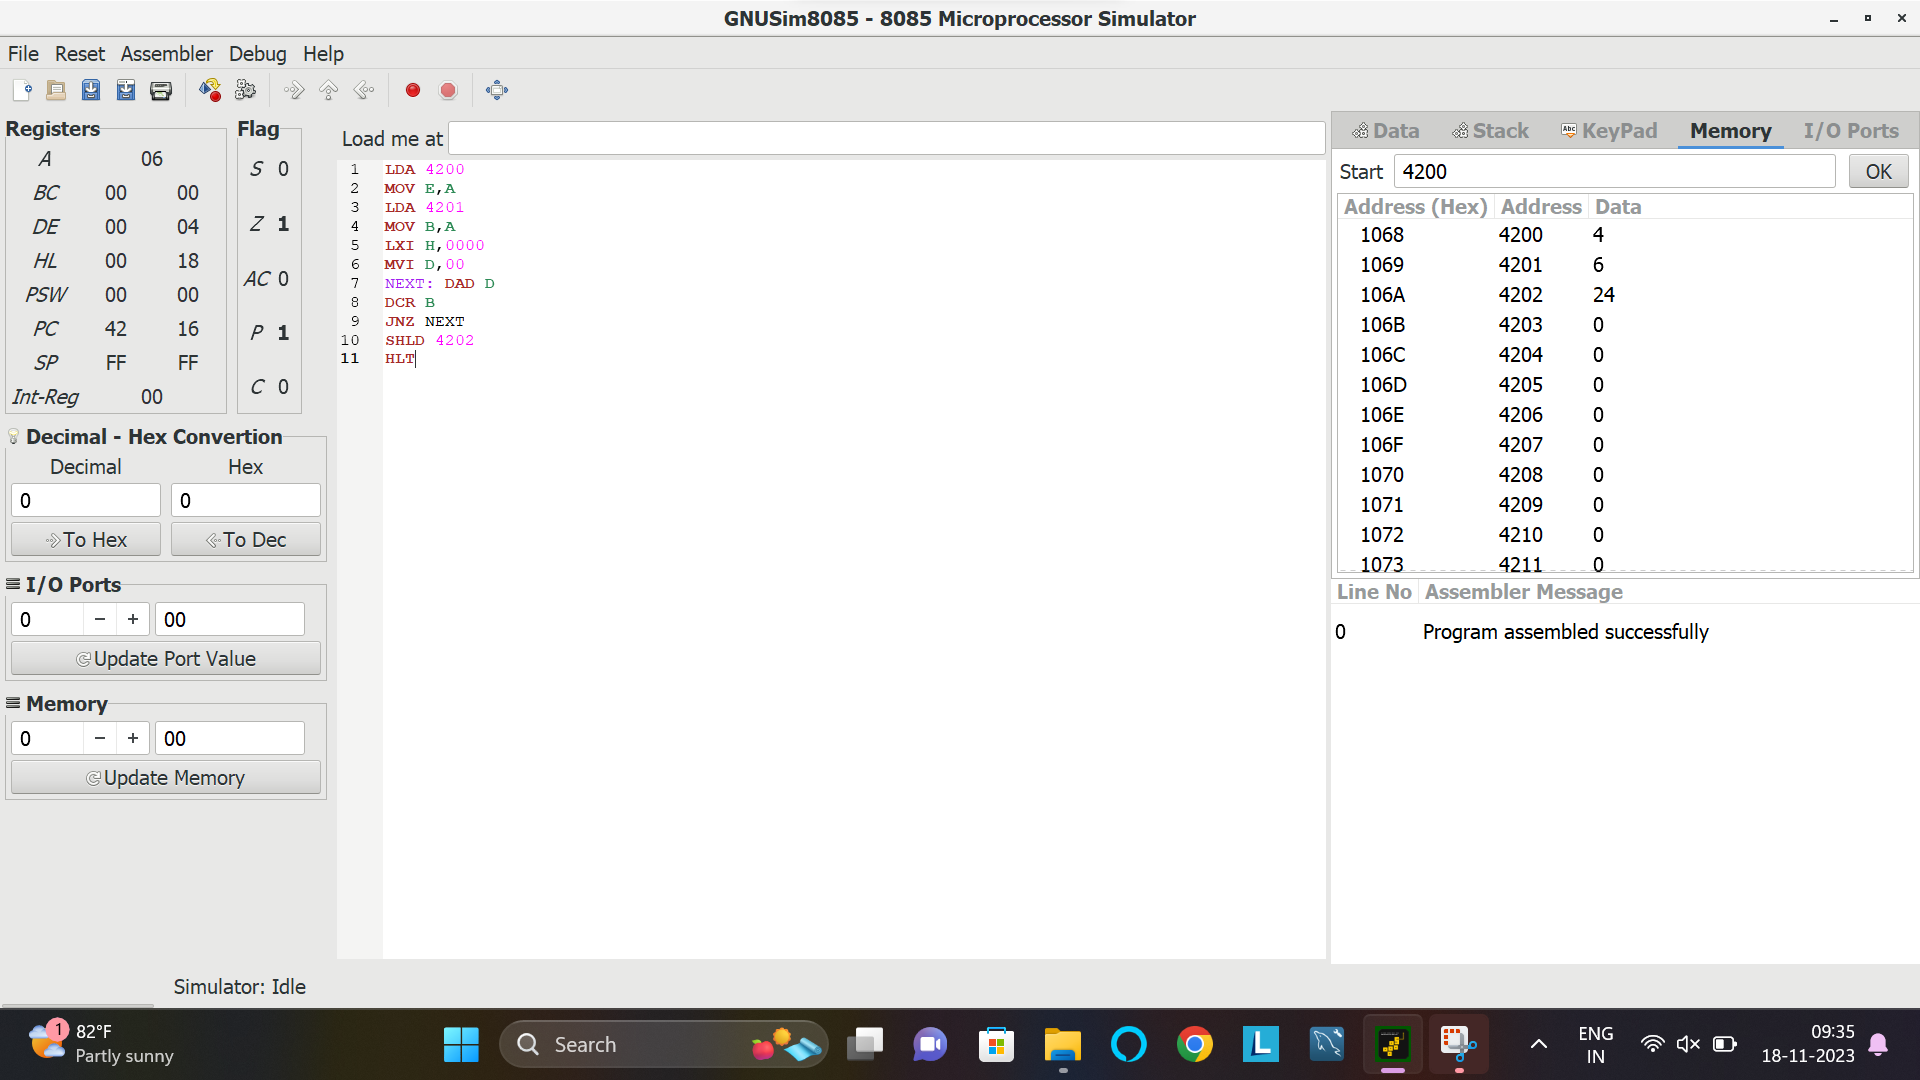 GNUSim8085 - 8085 Microprocessor Simulator
File Reset Assembler Debug Help
Registers
A 06
BC 00 00
DE 00 04
HL 00 18
PSW 00 00
PC 42 16
SP FF FF
Int-Reg 00
Flag
S 0
Z 1
AC 0
P 1
C 0
Decimal - Hex Convertion
Decimal Hex
0 0
To Hex To Dec
I/O Ports
0 − + 00
Update Port Value
Memory
0 − + 00
Update Memory
Simulator: Idle
Load me at
1 LDA 4200
2 MOV E,A
3 LDA 4201
4 MOV B,A
5 LXI H,0000
6 MVI D,00
7 NEXT: DAD D
8 DCR B
9 JNZ NEXT
10 SHLD 4202
11 HLT
Data Stack Abc KeyPad Memory I/O Ports
Start 4200 OK
Address (Hex) Address Data
1068 4200 4
1069 4201 6
106A 4202 24
106B 4203 0
106C 4204 0
106D 4205 0
106E 4206 0
106F 4207 0
1070 4208 0
1071 4209 0
1072 4210 0
1073 4211 0
Line No Assembler Message
0 Program assembled successfully
1 82°F
Partly sunny
Search
L
ENG
IN
09:35
18-11-2023